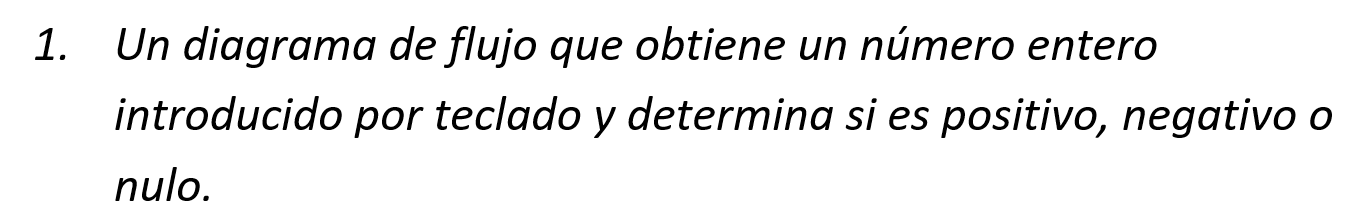 1. Un diagrama de flujo que obtiene un número entero
introducido por teclado y determina si es positivo, negativo o
nulo.